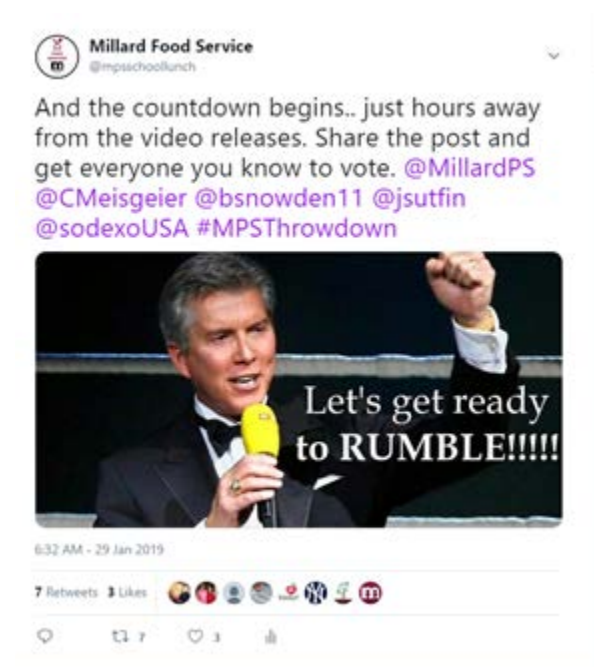 Millard Food Service
@mpsschoollunch
And the countdown begins.. just hours away
from the video releases. Share the post and
get everyone you know to vote. @MillardPS
@CMeisgeier @bsnowden11 @jsutfin
@sodexoUSA #MPSThrowdown
Let's get ready
to RUMBLE!!!!!
6:32 AM - 29 Jan 2019
7 Retweets 3 Likes
7 3